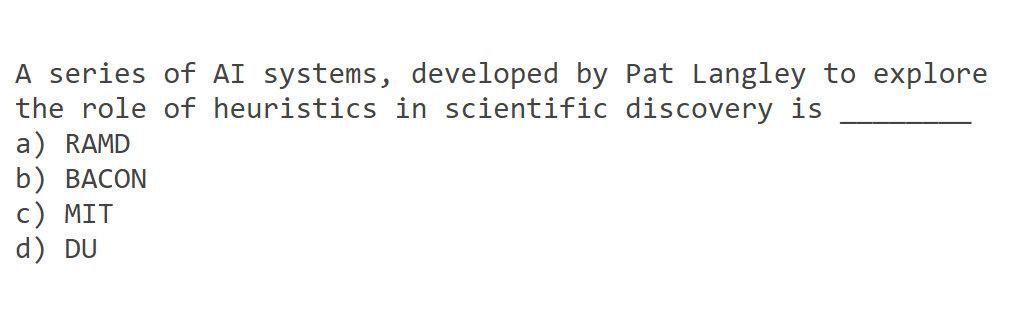 A series of AI systems, developed by Pat Langley to explore
the role of heuristics in scientific discovery is ________
a) RAMD
b) BACON
c) MIT
d) DU